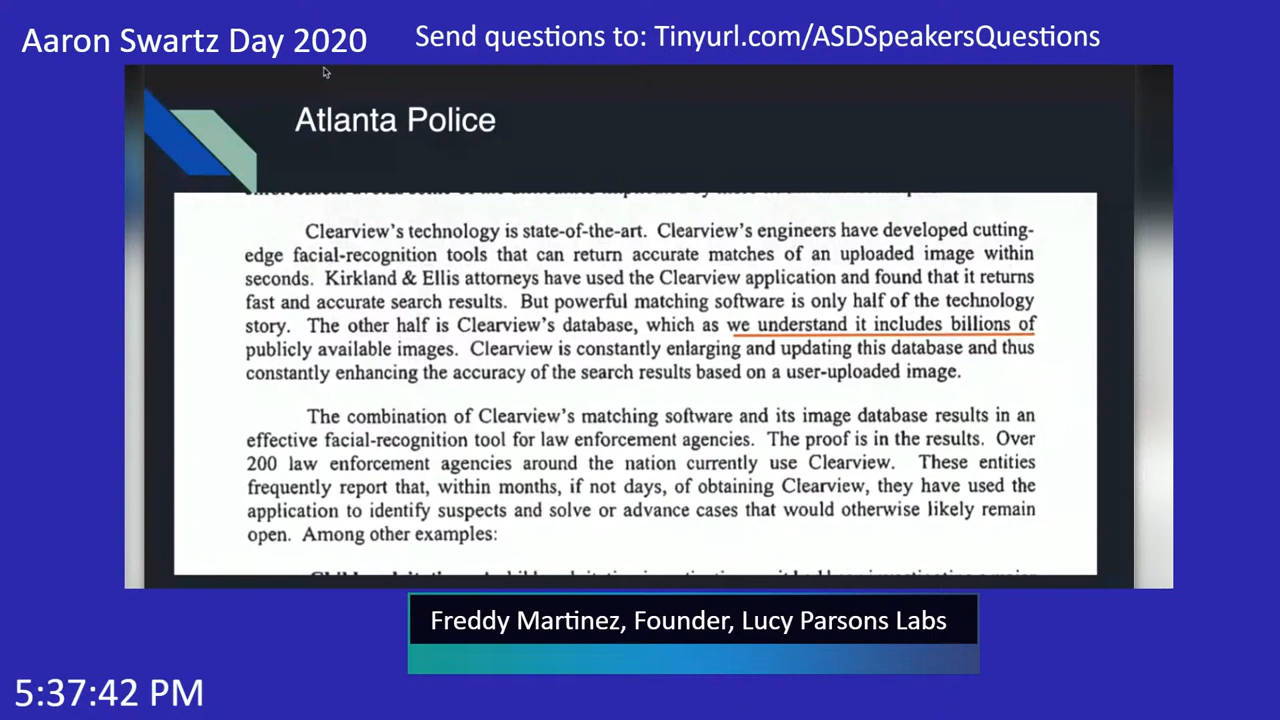 Aaron Swartz Day 2020
Send questions to: Tinyurl.com/ASDSpeakersQuestions
Atlanta Police
Clearview's technology is state-of-the-art. Clearview's engineers have developed cutting-
edge facial-recognition tools that can return accurate matches of an uploaded image within
seconds. Kirkland & Ellis attorneys have used the Clearview application and found that it returns
fast and accurate search results. But powerful matching software is only half of the technology
story. The other half is Clearview's database, which as we understand it includes billions of
publicly available images. Clearview is constantly enlarging and updating this database and thus
constantly enhancing the accuracy of the search results based on a user-uploaded image.
The combination of Clearview's matching software and its image database results in an
effective facial-recognition tool for law enforcement agencies. The proof is in the results. Over
200 law enforcement agencies around the nation currently use Clearview. These entities
frequently report that, within months, if not days, of obtaining Clearview, they have used the
application to identify suspects and solve or advance cases that would otherwise likely remain
open. Among other examples:
Freddy Martinez, Founder, Lucy Parsons Labs
5:37:42 PM